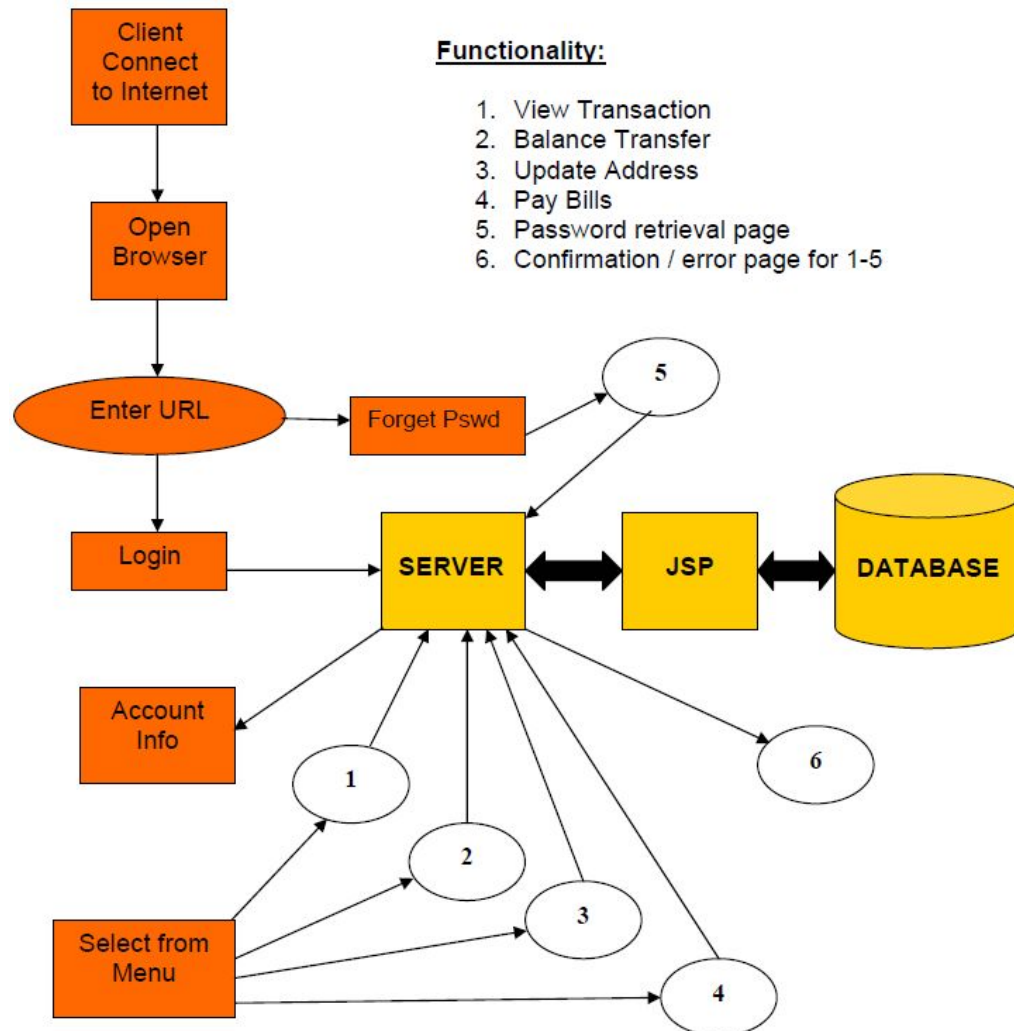 Client
Connect
to Internet
Functionality:
1. View Transaction
2. Balance Transfer
3. Update Address
4. Pay Bills
5. Password retrieval page
6. Confirmation / error page for 1-5
Open
Browser
5
Enter URL
Forget Pswd
Login
SERVER
JSP
DATABASE
Account
Info
1
6
2
3
Select from
Menu
4